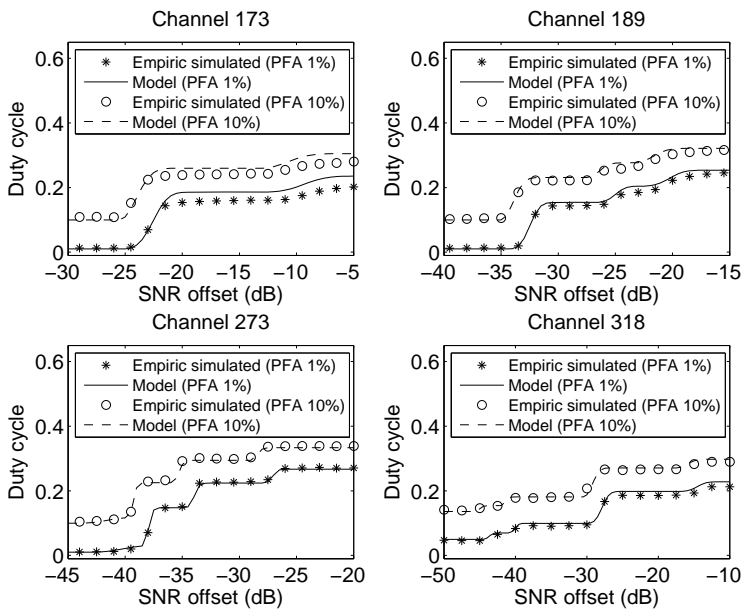 Channel 173
Duty cycle
0.6
0.4
0.2
0
Empiric simulated (PFA 1%)
Model (PFA 1%)
Empiric simulated (PFA 10%)
Model (PFA 10%)
−30 −25 −20 −15 −10 −5
SNR offset (dB)
Channel 189
Duty cycle
0.6
0.4
0.2
0
Empiric simulated (PFA 1%)
Model (PFA 1%)
Empiric simulated (PFA 10%)
Model (PFA 10%)
−40 −35 −30 −25 −20 −15
SNR offset (dB)
Channel 273
Duty cycle
0.6
0.4
0.2
0
Empiric simulated (PFA 1%)
Model (PFA 1%)
Empiric simulated (PFA 10%)
Model (PFA 10%)
−45 −40 −35 −30 −25 −20
SNR offset (dB)
Channel 318
Duty cycle
0.6
0.4
0.2
0
Empiric simulated (PFA 1%)
Model (PFA 1%)
Empiric simulated (PFA 10%)
Model (PFA 10%)
−50 −40 −30 −20 −10
SNR offset (dB)